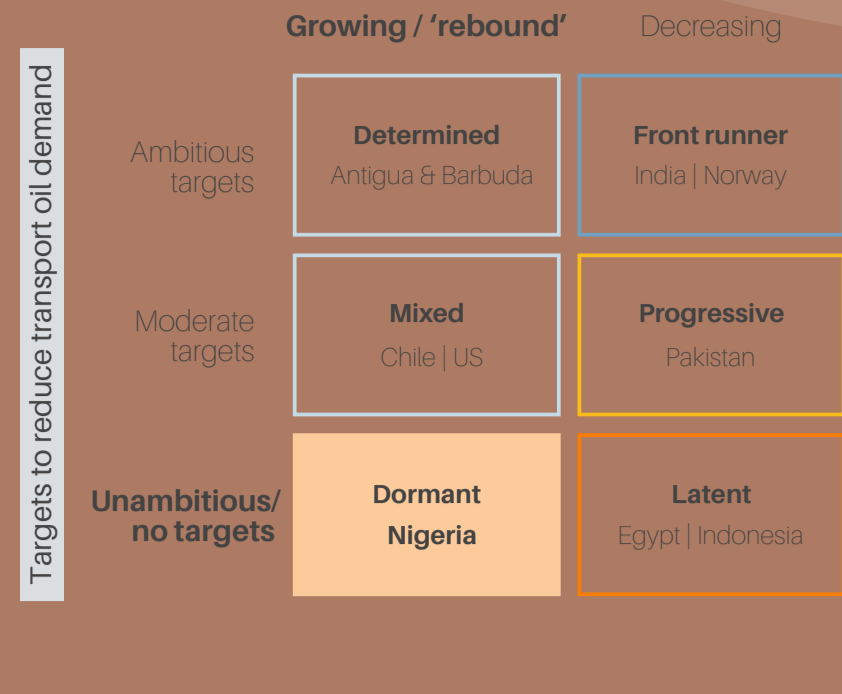 Growing / ‘rebound’
Decreasing
Targets to reduce transport oil demand
Ambitious
targets
Determined
Antigua & Barbuda
Front runner
India | Norway
Moderate
targets
Mixed
Chile | US
Progressive
Pakistan
Unambitious/
no targets
Dormant
Nigeria
Latent
Egypt | Indonesia